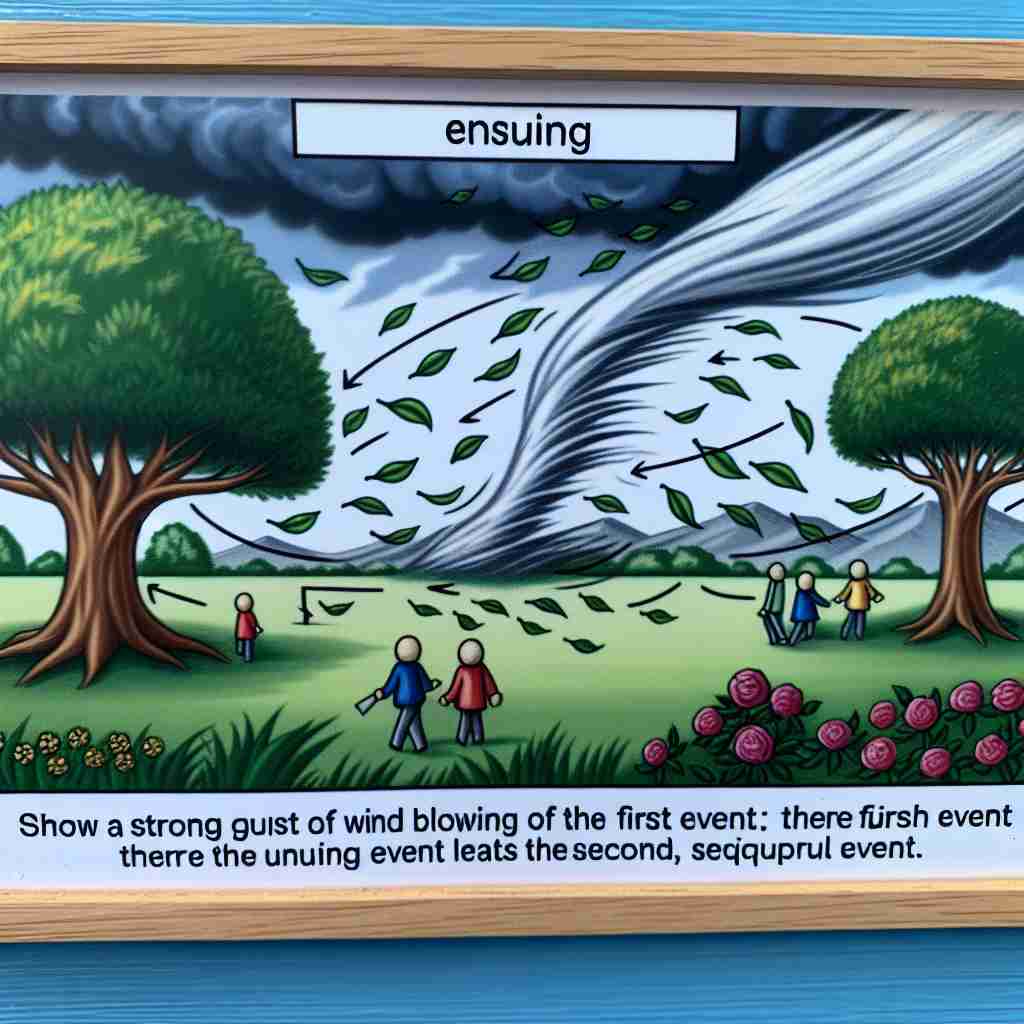 ensuing
Show a strong guist of wind blowing of the first event: there fürsh event
therre the unuing event leats the second, seqjquprul event.